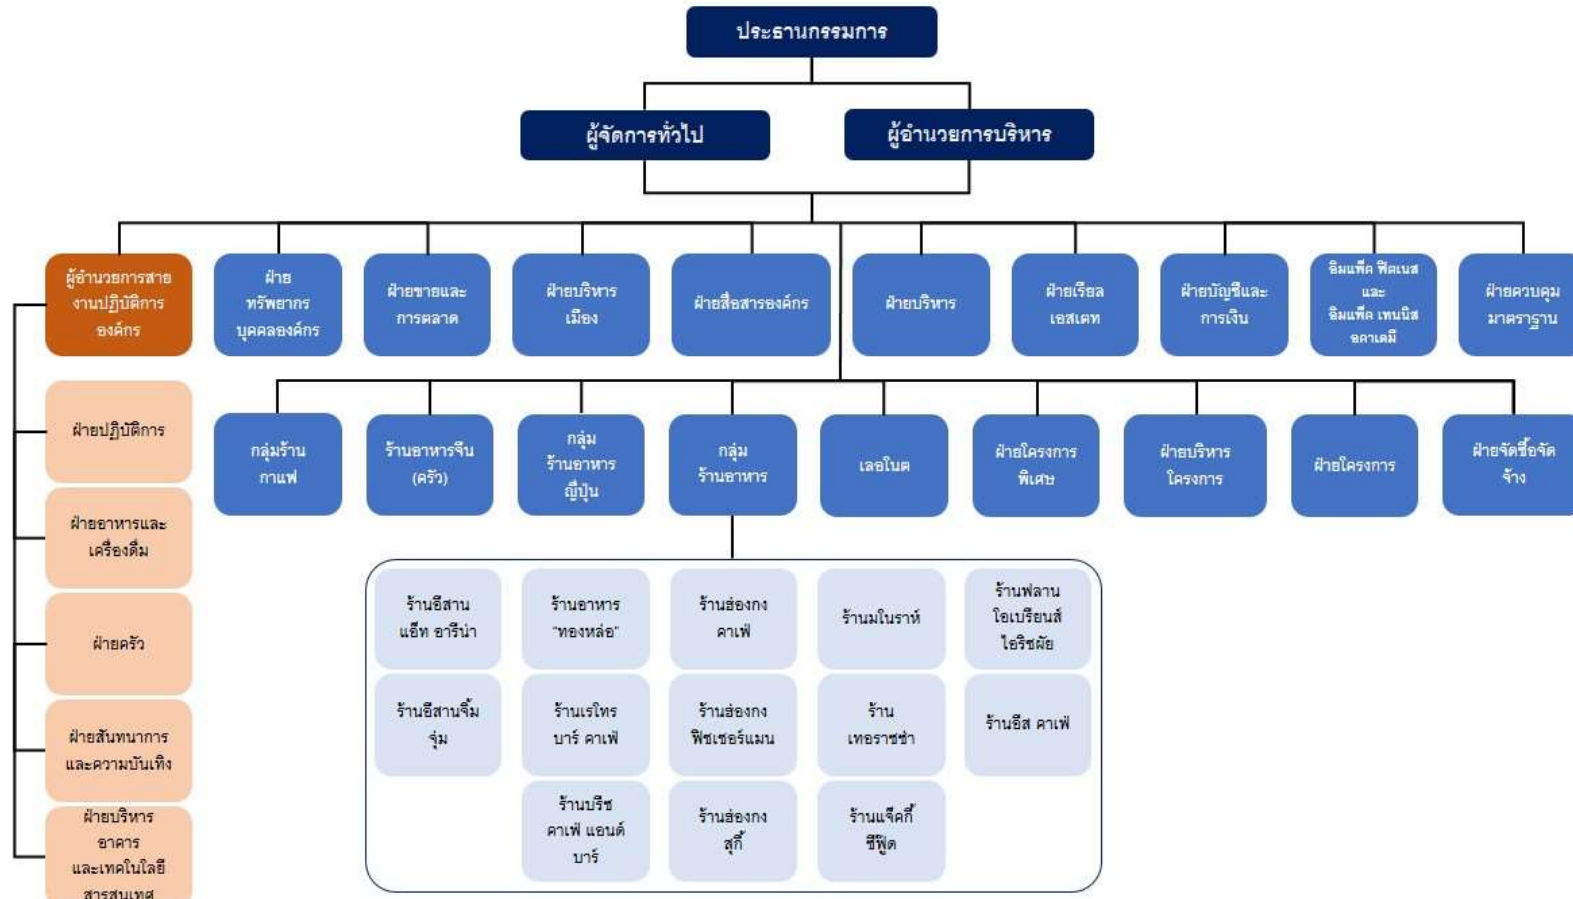 ประธานกรรมการ
ผู้จัดการทั่วไป
ผู้อำนวยการบริหาร
ผู้อำนวยการสาย
งานปฏิบัติการ
องค์กร
ฝ่าย
ทรัพยากร
บุคคลองค์กร
ฝ่ายขายและ
การตลาด
ฝ่ายบริหาร
เมือง
ฝ่ายสื่อสารองค์กร
ฝ่ายบริหาร
ฝ่ายเรียล
เอสเตท
ฝ่ายบัญชีและ
การเงิน
อิมแพ็ค ฟิตเนส
และ
อิมแพ็ค เทนนิส
อคาเดมี
ฝ่ายควบคุม
มาตราฐาน
ฝ่ายปฏิบัติการ
ฝ่ายอาหารและ
เครื่องดื่ม
ฝ่ายครัว
ฝ่ายสันทนาการ
และความบันเทิง
ฝ่ายบริหาร
อาคาร
และเทคโนโลยี
สารสนเทศ
กลุ่มร้าน
กาแฟ
ร้านอาหารจีน
(ครัว)
กลุ่ม
ร้านอาหาร
ญี่ปุ่น
กลุ่ม
ร้านอาหาร
เลอโนต
ฝ่ายโครงการ
พิเศษ
ฝ่ายบริหาร
โครงการ
ฝ่ายโครงการ
ฝ่ายจัดซื้อจัด
จ้าง
ร้านอีสาน
แอ็ท อารีน่า
ร้านอาหาร
"ทองหล่อ"
ร้านฮ่องกง
คาเฟ่
ร้านมโนราห์
ร้านฟลาน
โอเบรียนส์
ไอริชผัย
ร้านอีสานจิ้ม
จุ่ม
ร้านเรโทร
บาร์ คาเฟ่
ร้านฮ่องกง
ฟิชเชอร์แมน
ร้าน
เทอราชช่า
ร้านอีส คาเฟ่
ร้านบรีซ
คาเฟ่ แอนด์
บาร์
ร้านฮ่องกง
สุกี้
ร้านแจ็คกี้
ซีฟู๊ด